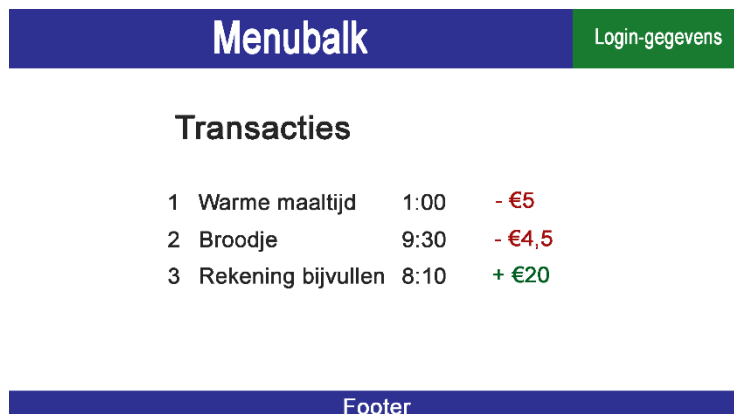 Menubalk Login-gegevens
Transacties
1 Warme maaltijd 1:00 - €5
2 Broodje 9:30 - €4,5
3 Rekening bijvullen 8:10 + €20
Footer